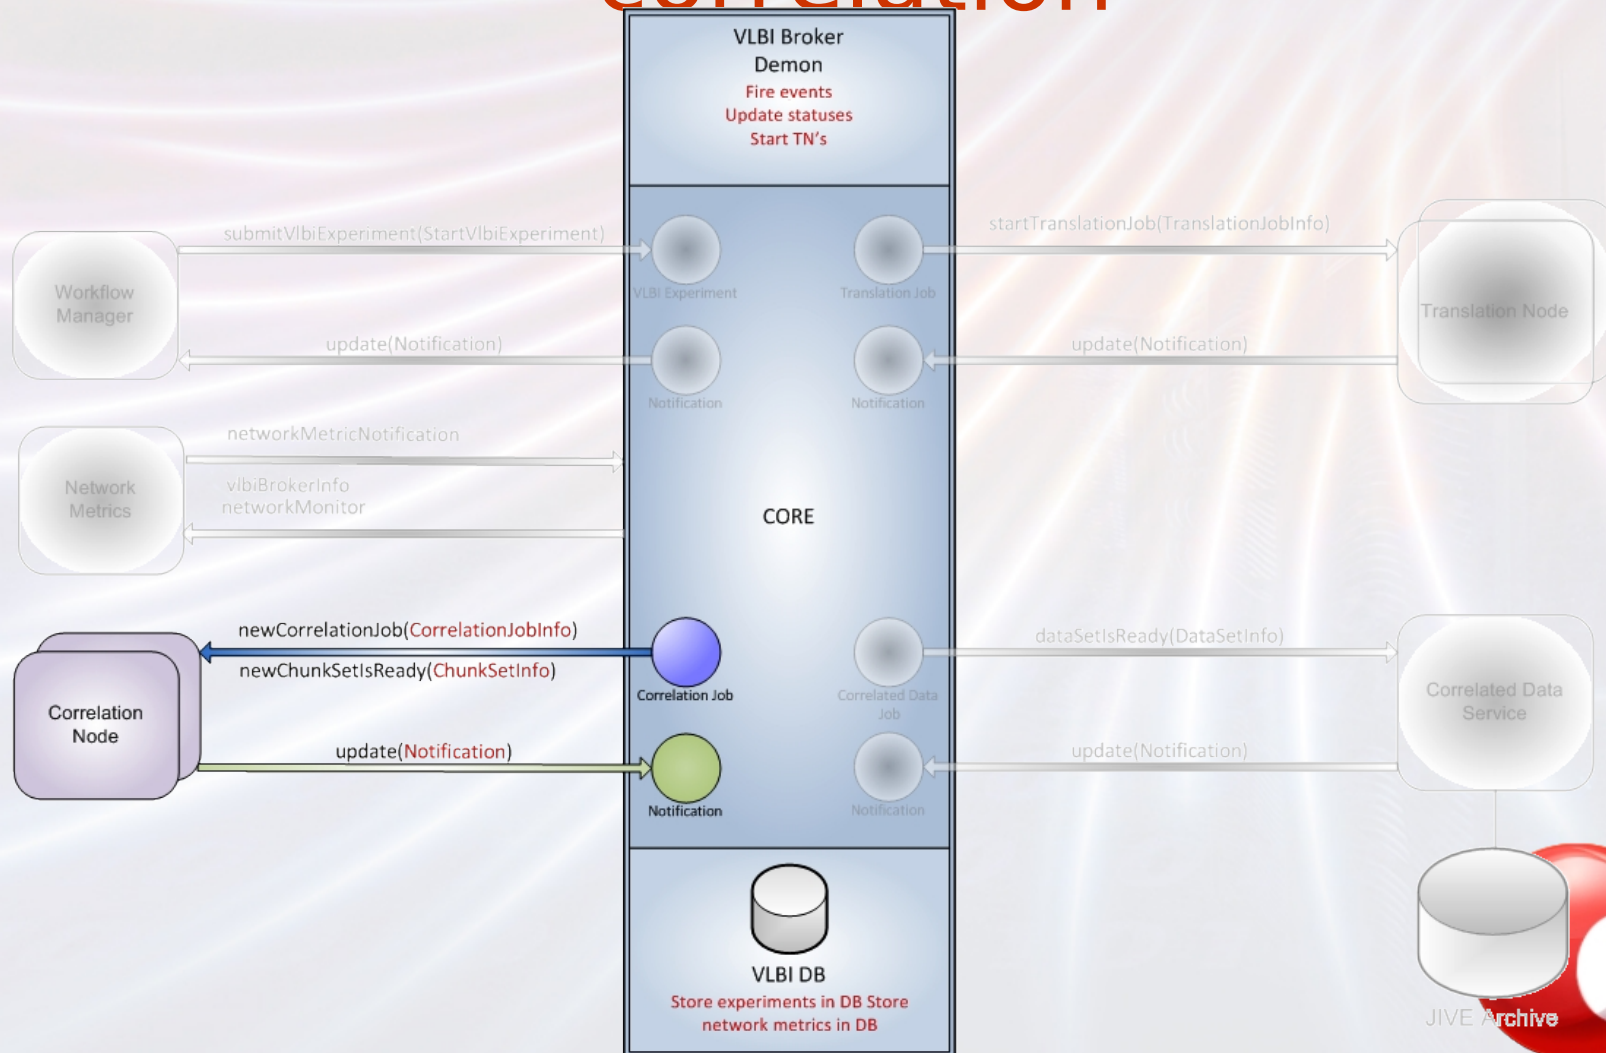 Correlation
VLBI Broker
Demon
Fire events
Update statuses
Start TN's
submitVlbiExperiment(StartVlbiExperiment)
startTranslationJob(TranslationJobInfo)
Workflow
Manager
VLBI Experiment
Translation Job
Translation Node
update(Notification)
update(Notification)
Notification
Notification
networkMetricNotification
Network
Metrics
vlbiBrokerInfo
networkMonitor
CORE
newCorrelationJob(CorrelationJobInfo)
newChunkSetIsReady(ChunkSetInfo)
dataSetIsReady(DataSetInfo)
Correlation Job
Correlated Data
Job
Correlation
Node
Correlated Data
Service
update(Notification)
update(Notification)
Notification
Notification
VLBI DB
Store experiments in DB Store
network metrics in DB
JIVE Archive